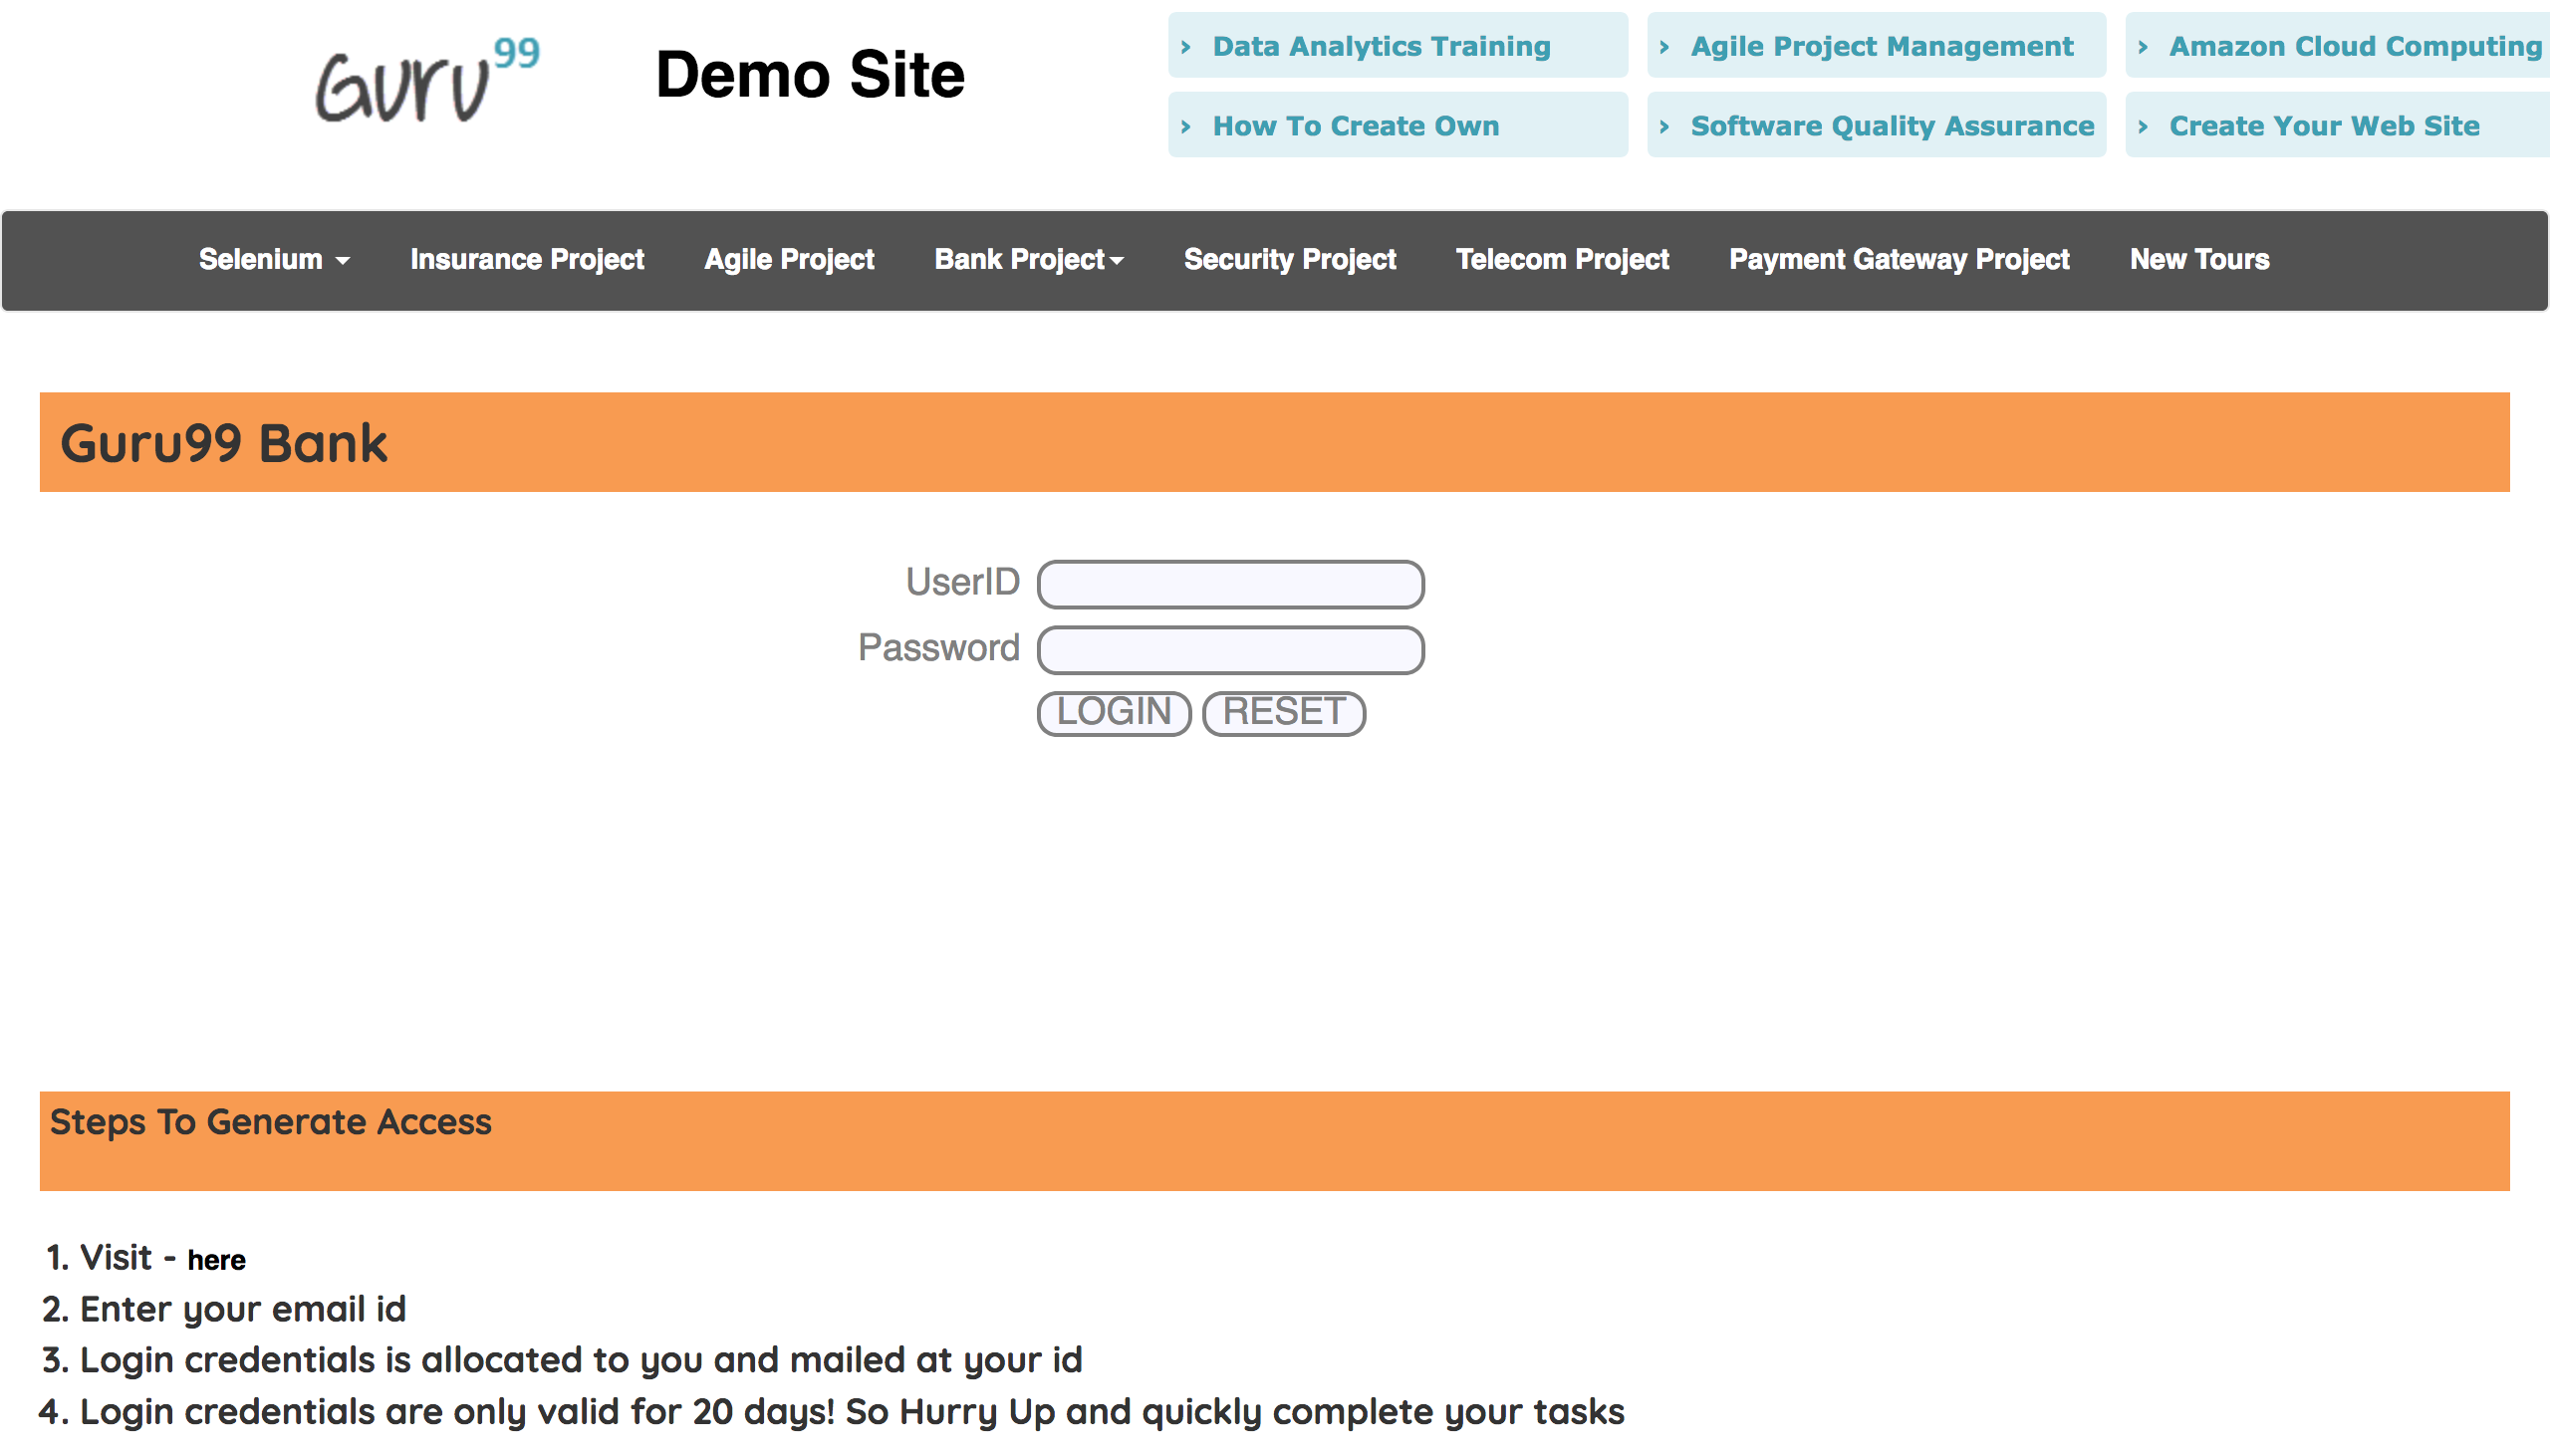 Guru99
Demo Site
› Data Analytics Training
› Agile Project Management
› Amazon Cloud Computing
› How To Create Own
› Software Quality Assurance
› Create Your Web Site
Selenium Insurance Project Agile Project Bank Project Security Project Telecom Project Payment Gateway Project New Tours
Guru99 Bank
UserID
Password
LOGIN RESET
Steps To Generate Access
1. Visit - here
2. Enter your email id
3. Login credentials is allocated to you and mailed at your id
4. Login credentials are only valid for 20 days! So Hurry Up and quickly complete your tasks